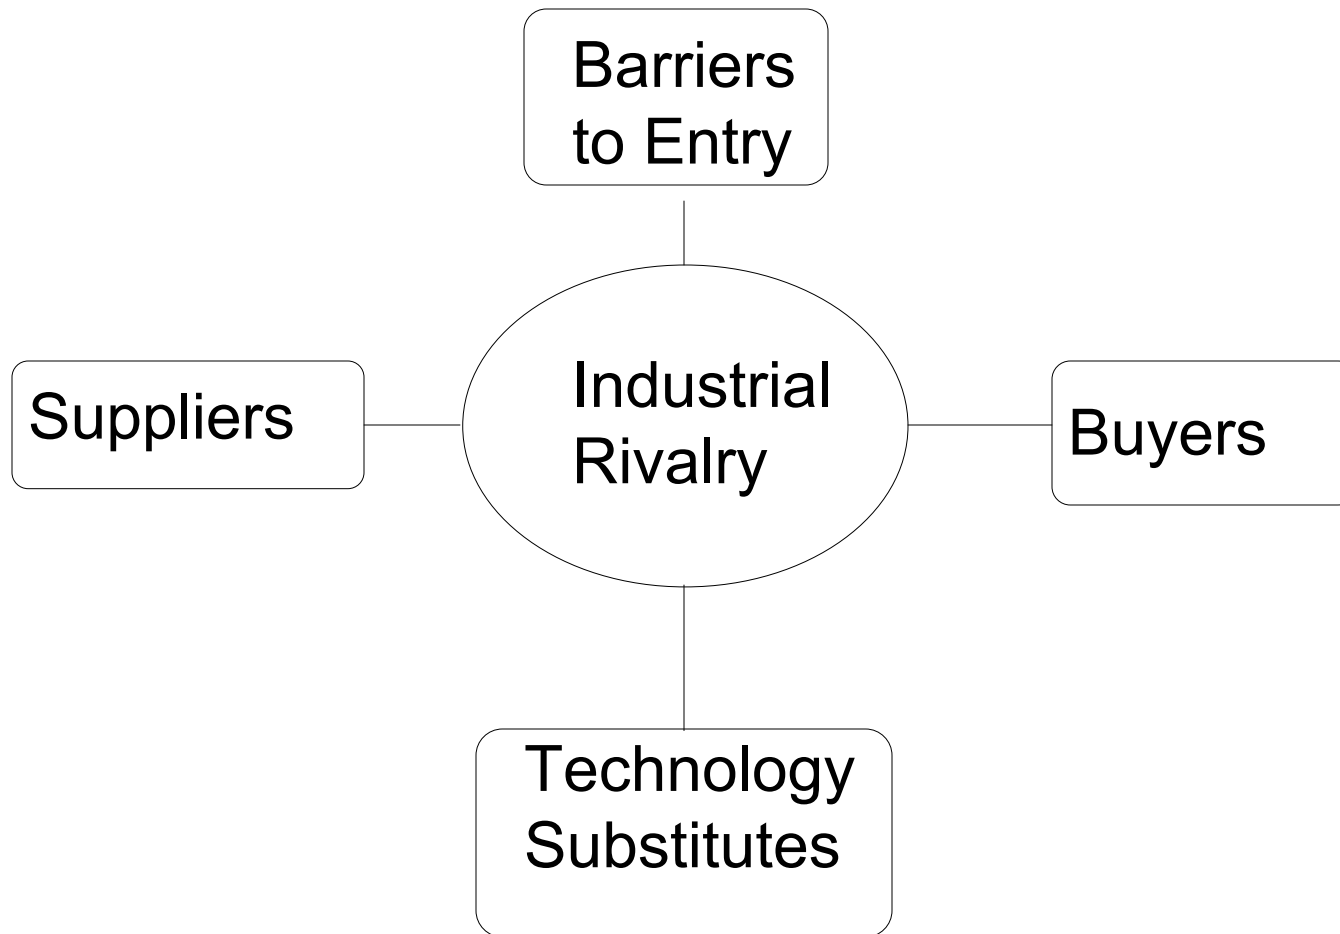 Barriers
to Entry
Suppliers
Industrial
Rivalry
Buyers
Technology
Substitutes